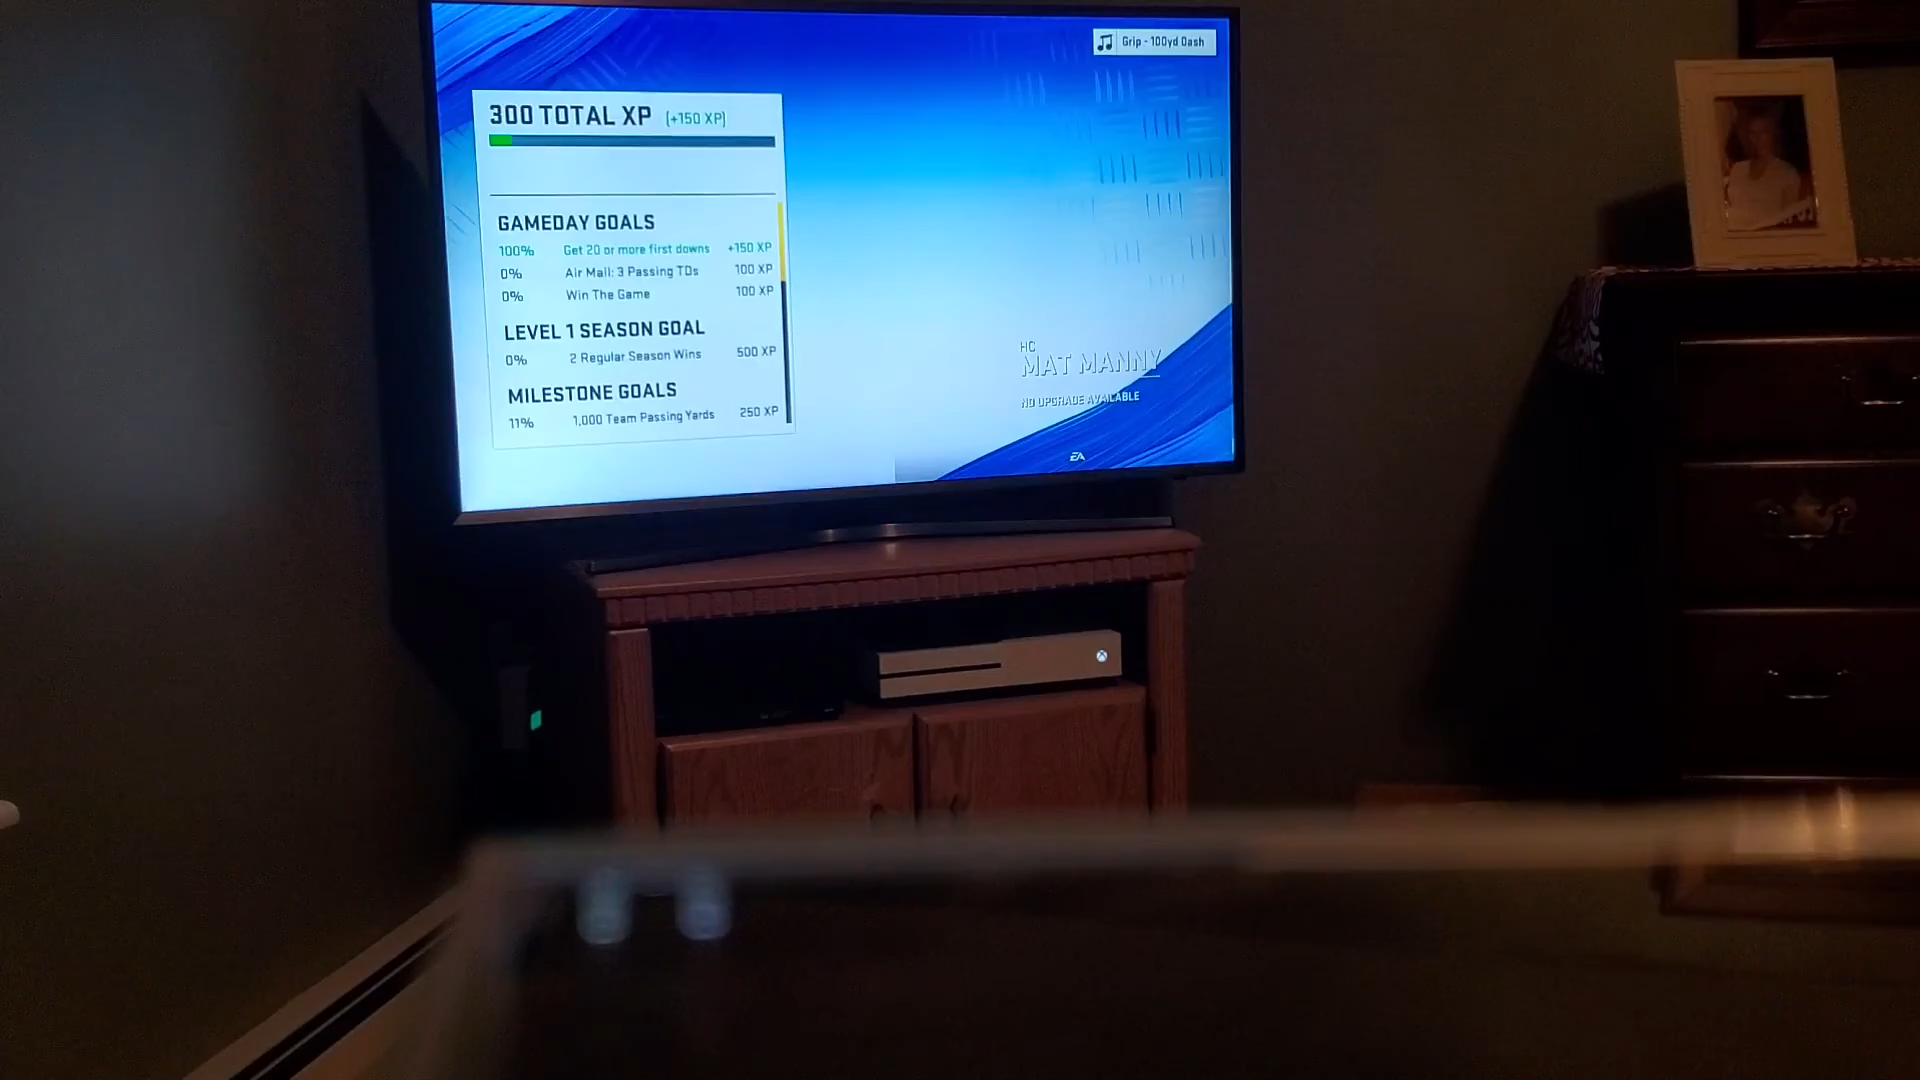 Grip - 100yd Dash
300 TOTAL XP (+150 XP)
GAMEDAY GOALS
100% Get 20 or more first downs +150 XP
0% Air Mail: 3 Passing TDs 100 XP
0% Win The Game 100 XP
LEVEL 1 SEASON GOAL
0% 2 Regular Season Wins 500 XP
MILESTONE GOALS
11% 1,000 Team Passing Yards 250 XP
HC
MAT MANNY
NO UPGRADE AVAILABLE
EA